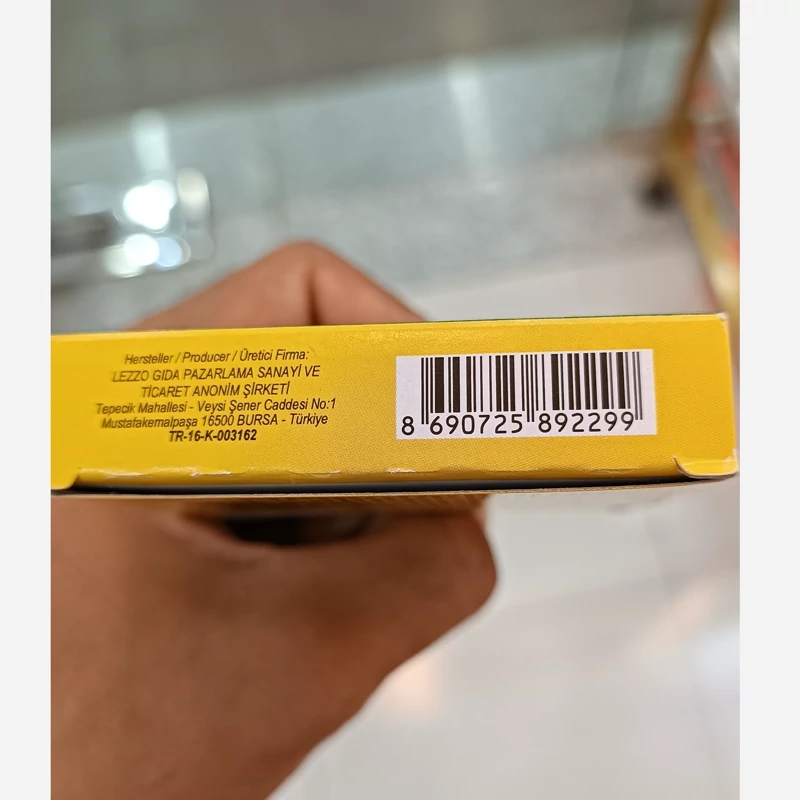 Hersteller / Producer / Üretici Firma:
LEZZO GIDA PAZARLAMA SANAYİ VE
TİCARET ANONİM ŞİRKETİ
Tepecik Mahallesi - Veysi Şener Caddesi No:1
Mustafakemalpaşa 16500 BURSA - Türkiye
TR-16-K-003162
8 690725 892299